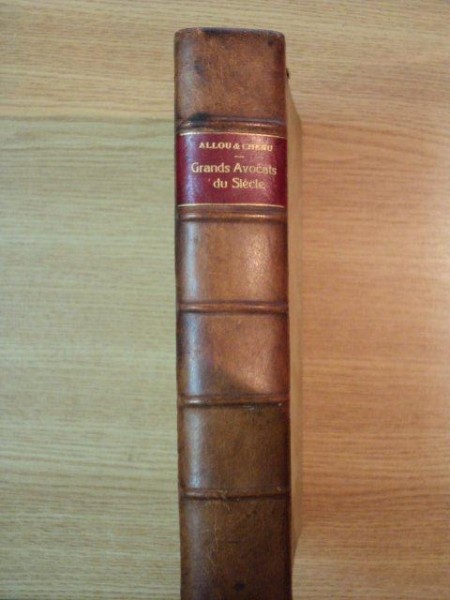 ALLOU & CHENU
Grands Avocats
du Siècle